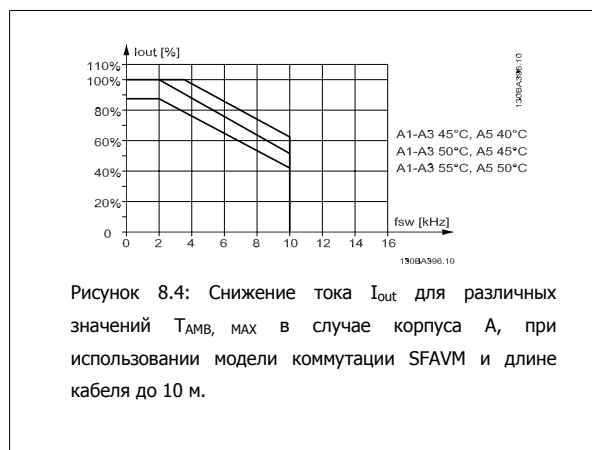 Iout [%]
110%
100%
80%
60%
40%
20%
0
0 2 4 6 8 10 12 14 16
fsw [kHz]
A1-A3 45°C, A5 40°C
A1-A3 50°C, A5 45°C
A1-A3 55°C, A5 50°C
130BA396.10
130BA396.10
Рисунок 8.4: Снижение тока Iout для различных
значений TAMB, MAX в случае корпуса A, при
использовании модели коммутации SFAVM и длине
кабеля до 10 м.